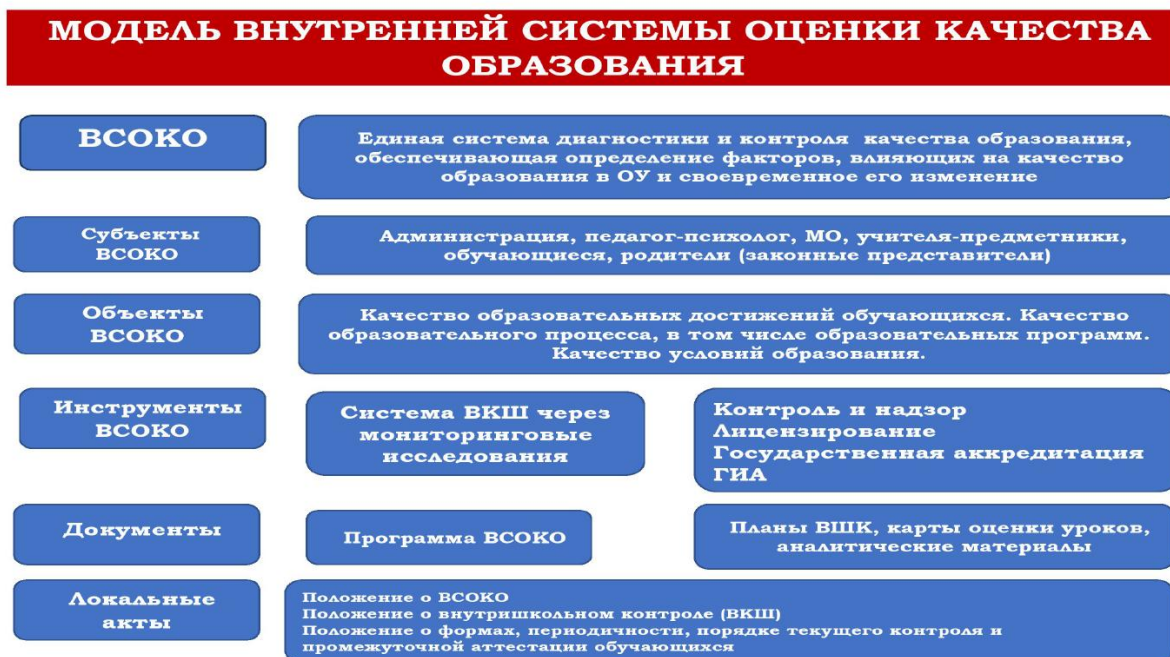 МОДЕЛЬ ВНУТРЕННЕЙ СИСТЕМЫ ОЦЕНКИ КАЧЕСТВА
ОБРАЗОВАНИЯ
ВСОКО
Единая система диагностики и контроля качества образования,
обеспечивающая определение факторов, влияющих на качество
образования в ОУ и своевременное его изменение
Субъекты
ВСОКО
Администрация, педагог-психолог, МО, учителя-предметники,
обучающиеся, родители (законные представители)
Объекты
ВСОКО
Качество образовательных достижений обучающихся. Качество
образовательного процесса, в том числе образовательных программ.
Качество условий образования.
Инструменты
ВСОКО
Система ВКШ через
мониторинговые
исследования
Контроль и надзор
Лицензирование
Государственная аккредитация
ГИА
Документы
Программа ВСОКО
Планы ВШК, карты оценки уроков,
аналитические материалы
Локальные
акты
Положение о ВСОКО
Положение о внутришкольном контроле (ВКШ)
Положение о формах, периодичности, порядке текущего контроля и
промежуточной аттестации обучающихся